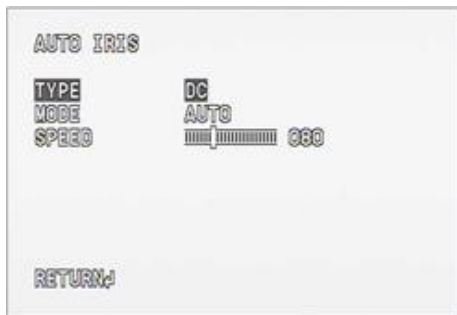 AUTO IRIS
TYPE DC
MODE AUTO
SPEED 080
RETURN↲